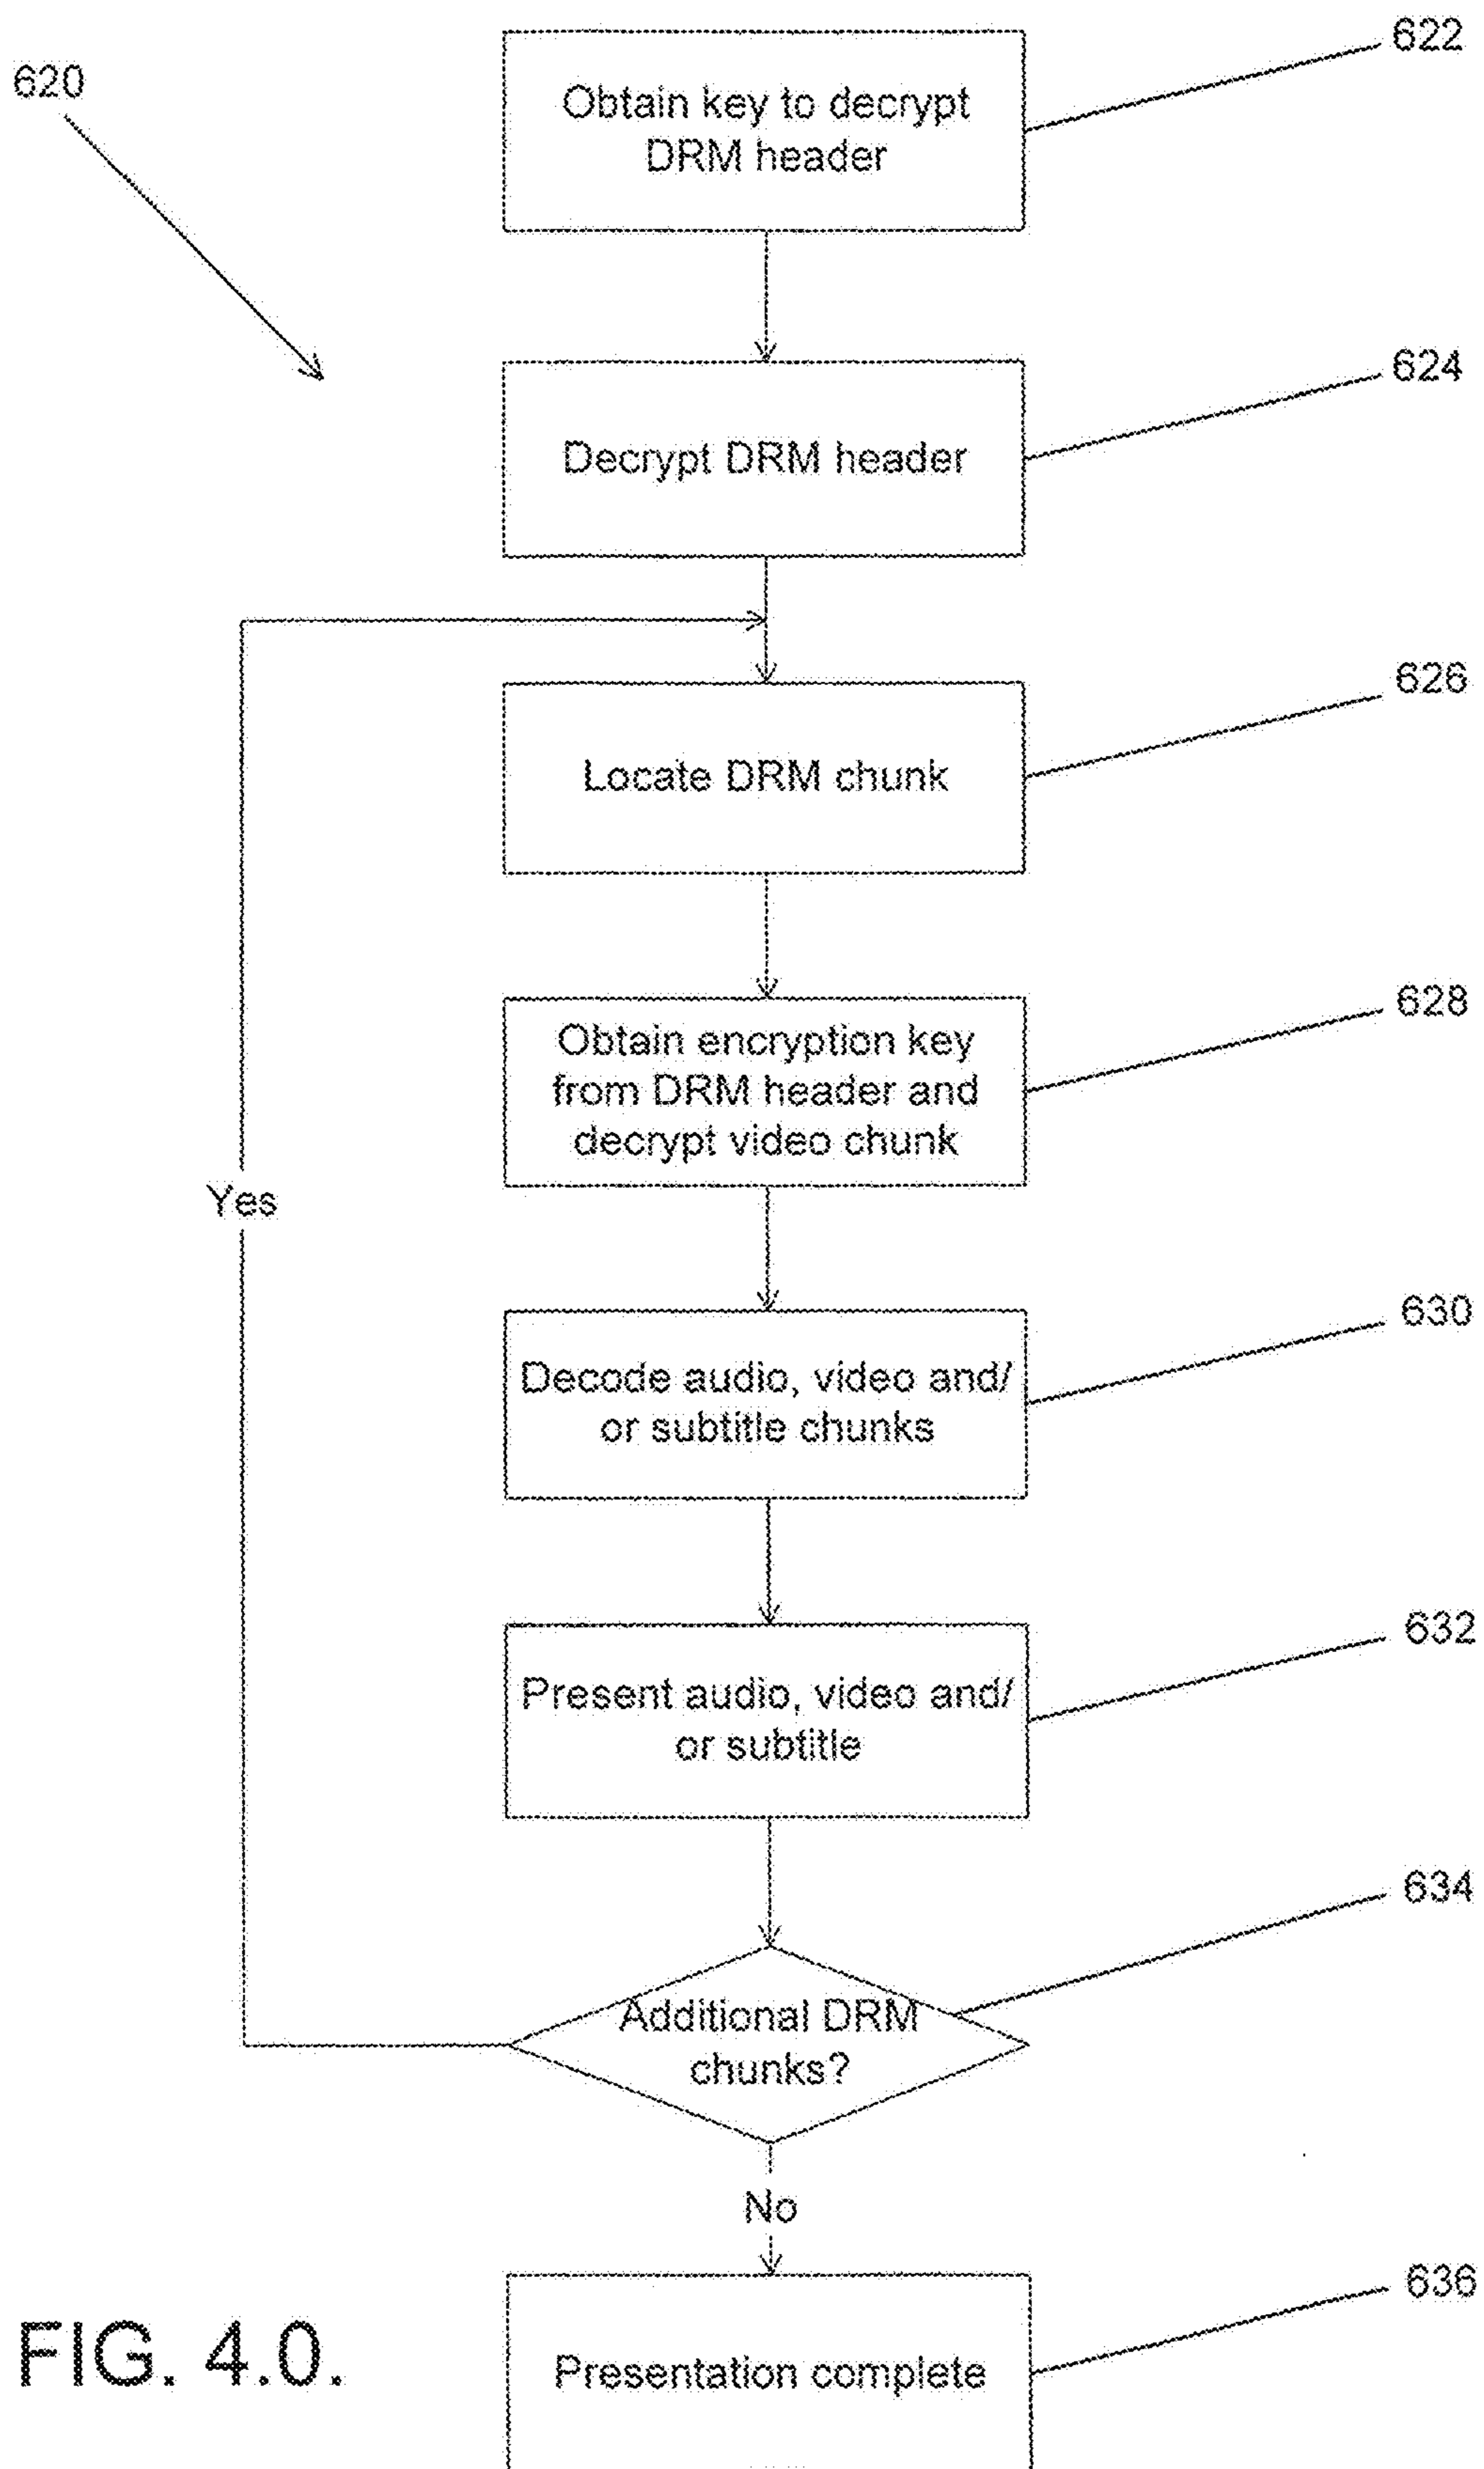 622
620
Obtain key to decrypt
DRM header
624
Decrypt DRM header
626
Locate DRM chunk
628
Obtain encryption key
from DRM header and
decrypt video chunk
Yes
630
Decode audio, video and/
or subtitle chunks
632
Present audio, video and/
or subtitle
634
Additional DRM
chunks?
No
636
Presentation complete
FIG. 4.0.